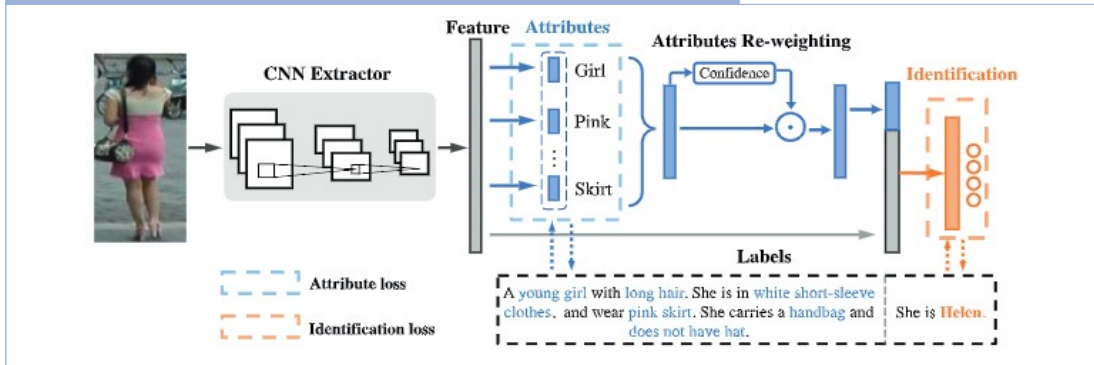 Feature
Attributes
CNN Extractor
Attributes Re-weighting
Girl
Confidence
Identification
Pink
...
Skirt
Labels
Attribute loss
Identification loss
A young girl with long hair. She is in white short-sleeve
clothes, and wear pink skirt. She carries a handbag and
does not have hat.
She is Helen.